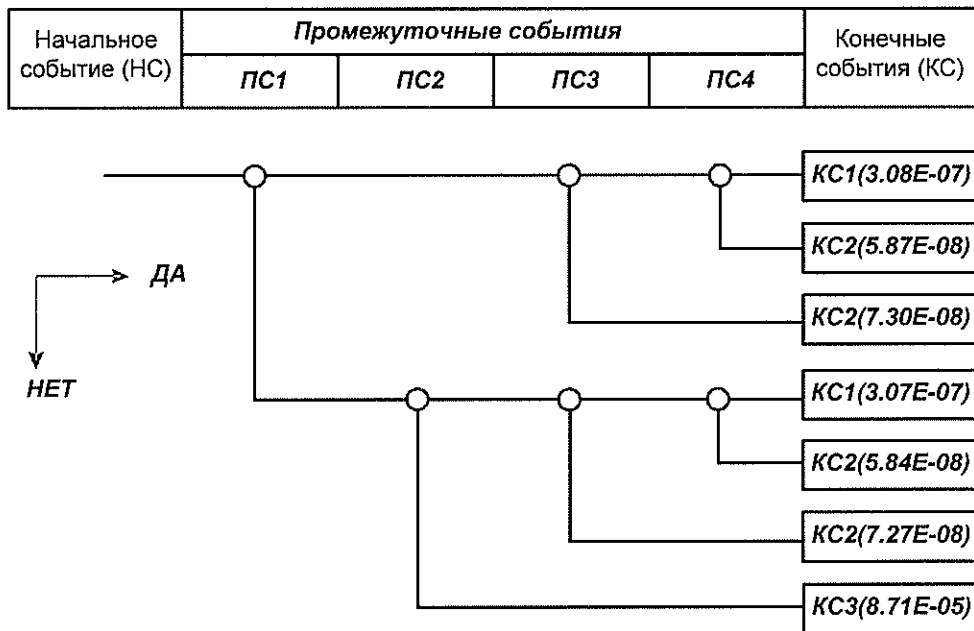 Начальное
событие (НС)
Промежуточные события
ПС1
ПС2
ПС3
ПС4
Конечные
события (КС)
КС1(3.08E-07)
КС2(5.87E-08)
ДА
КС2(7.30E-08)
НЕТ
КС1(3.07E-07)
КС2(5.84E-08)
КС2(7.27E-08)
КС3(8.71E-05)